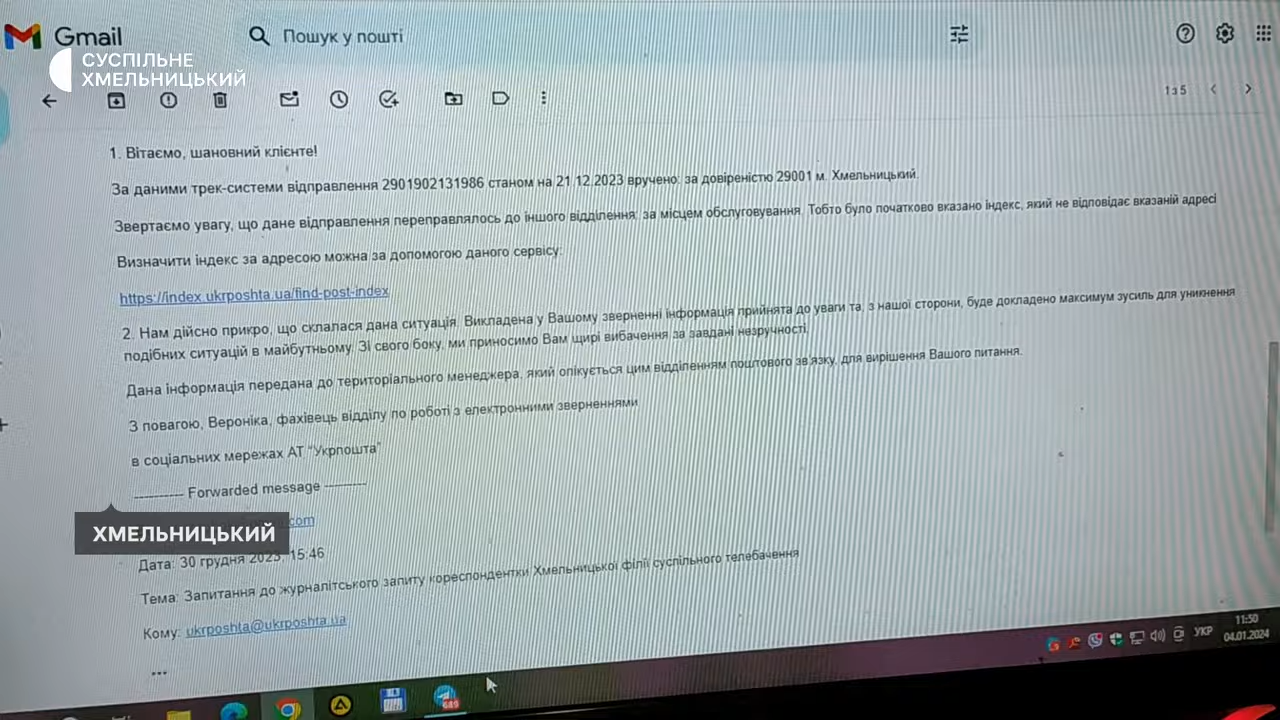 Gmail
Пошук у пошті
СУСПІЛЬНЕ
ХМЕЛЬНИЦЬКИЙ
1 з 5
1. Вітаємо, шановний клієнте!
За даними трек-системи відправлення 2901902131986 станом на 21.12.2023 вручено: за довіреністю 29001 м. Хмельницький.
Звертаємо увагу, що дане відправлення переправлялось до іншого відділення: за місцем обслуговування. Тобто було початково вказано індекс, який не відповідає вказаній адресі
Визначити індекс за адресою можна за допомогою даного сервісу:
https://index.ukrposhta.ua/find-post-index
2. Нам дійсно прикро, що склалася дана ситуація. Викладена у Вашому зверненні інформація прийнята до уваги та, з нашої сторони, буде докладено максимум зусиль для уникнення
подібних ситуацій в майбутньому. Зі свого боку, ми приносимо Вам щирі вибачення за завдані незручності.
Дана інформація передана до територіального менеджера, який опікується цим відділенням поштового зв'язку, для вирішення Вашого питання.
З повагою, Вероніка, фахівець відділу по роботі з електронними зверненнями
в соціальних мережах АТ "Укрпошта"
---------- Forwarded message ----------
.com
ХМЕЛЬНИЦЬКИЙ
Дата: 30 грудня 2023, 15:46
Тема: Запитання до журналітського запиту кореспондентки Хмельницької філії суспільного телебачення
Кому: ukrposhta@ukrposhta.ua
...
УКР
11:50
04.01.2024
689